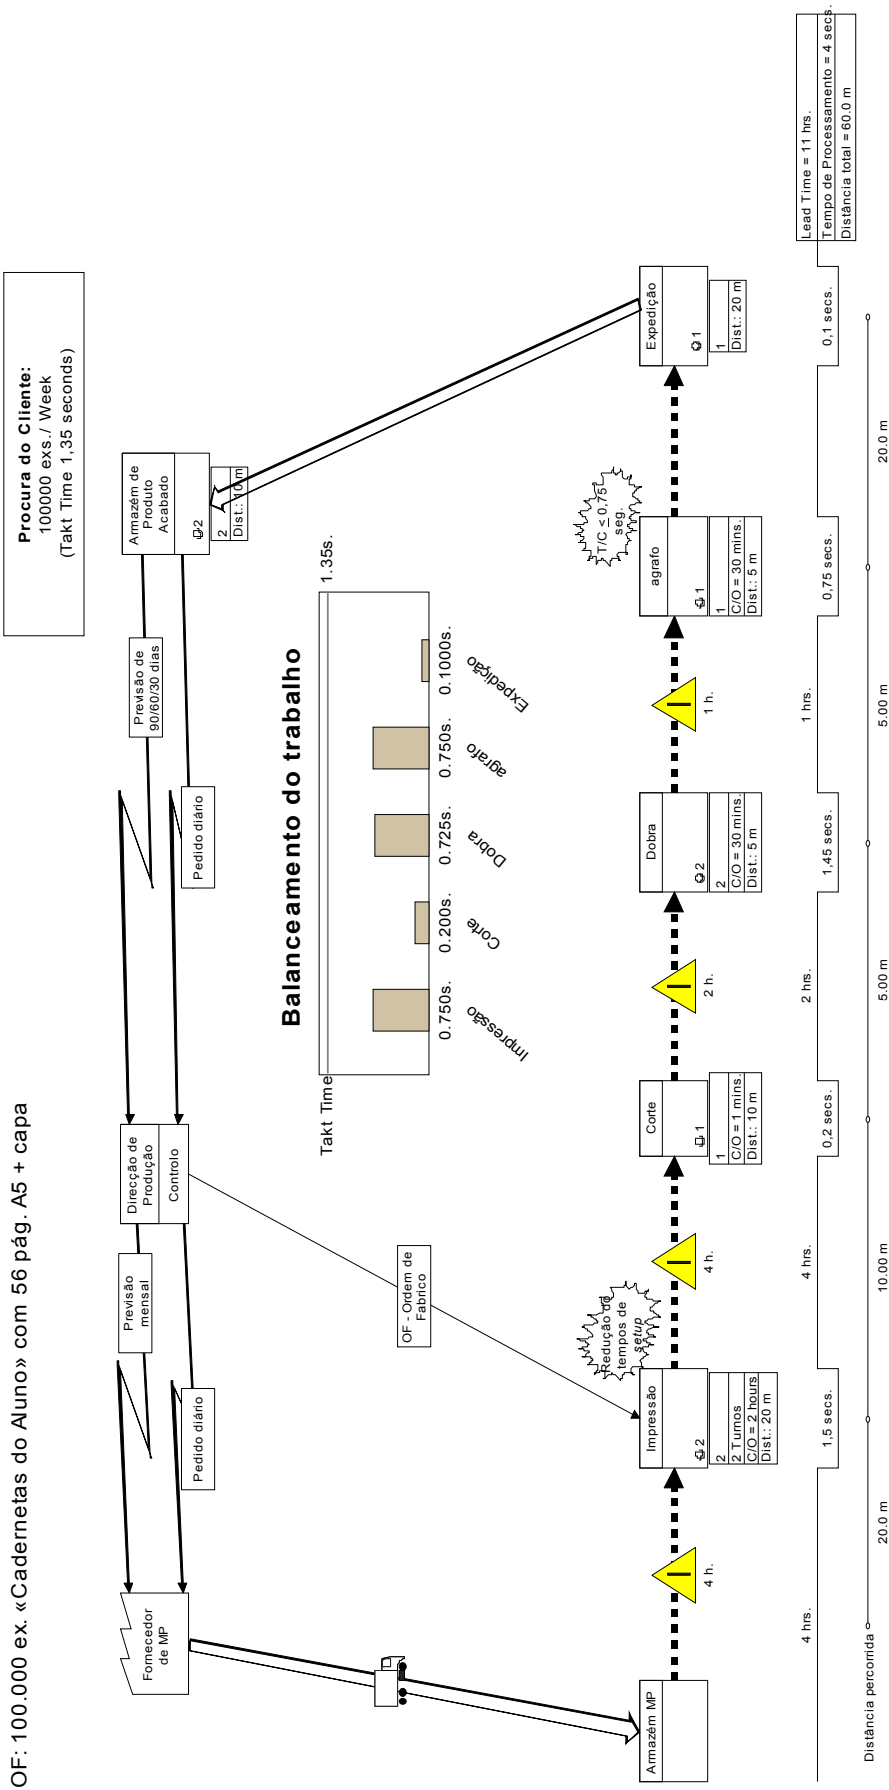 OF: 100.000 ex. «Cadernetas do Aluno» com 56 pág. A5 + capa
Procura do Cliente:
100000 exs./ Week
(Takt Time 1,35 seconds)
Fornecedor
de MP
Previsão
mensal
Pedido diário
Direcção de
Produção
Controlo
Previsão de
90/60/30 dias
Pedido diário
Armazém de
Produto
Acabado
2
2
Dist.: 10 m
OF - Ordem de
Fabrico
Balanceamento do trabalho
Takt Time
1.35s.
0.750s.
0.200s.
0.725s.
0.750s.
0.1000s.
Impressão
Corte
Dobra
agrafo
Expedição
Redução do
tempos de
setup
T/C ≤ 0,75
seg.
Armazém MP
I
4 h.
Impressão
2
2
2 Turnos
C/O = 2 hours
Dist.: 20 m
I
4 h.
Corte
1
1
C/O = 1 mins.
Dist.: 10 m
I
2 h.
Dobra
2
2
C/O = 30 mins.
Dist.: 5 m
I
1 h.
agrafo
1
1
C/O = 30 mins.
Dist.: 5 m
Expedição
1
1
Dist.: 20 m
4 hrs.
1,5 secs.
4 hrs.
0,2 secs.
2 hrs.
1,45 secs.
1 hrs.
0,75 secs.
0,1 secs.
Lead Time = 11 hrs.
Tempo de Processamento = 4 secs.
Distância total = 60.0 m
Distância percorrida
20.0 m
10.00 m
5.00 m
5.00 m
20.0 m